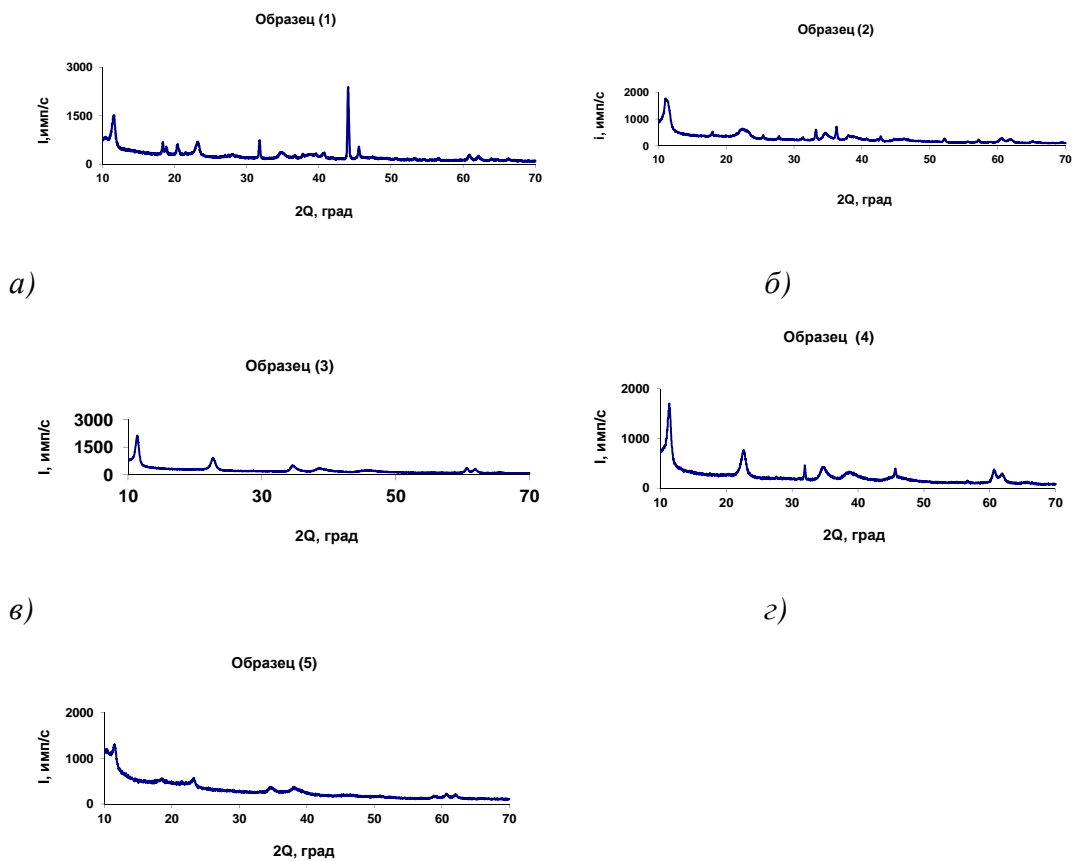 Образец (1)
3000
1500
0
I,имп/с
10 20 30 40 50 60 70
2Q, град
Образец (2)
2000
1000
0
i, имп/с
10 20 30 40 50 60 70
2Q, град
а)
б)
Образец (3)
3000
1500
0
I, имп/с
10 30 50 70
2Q, град
Образец (4)
2000
1000
0
I, имп/с
10 20 30 40 50 60 70
2Q, град
в)
г)
Образец (5)
2000
1000
0
I, имп/с
10 20 30 40 50 60 70
2Q, град